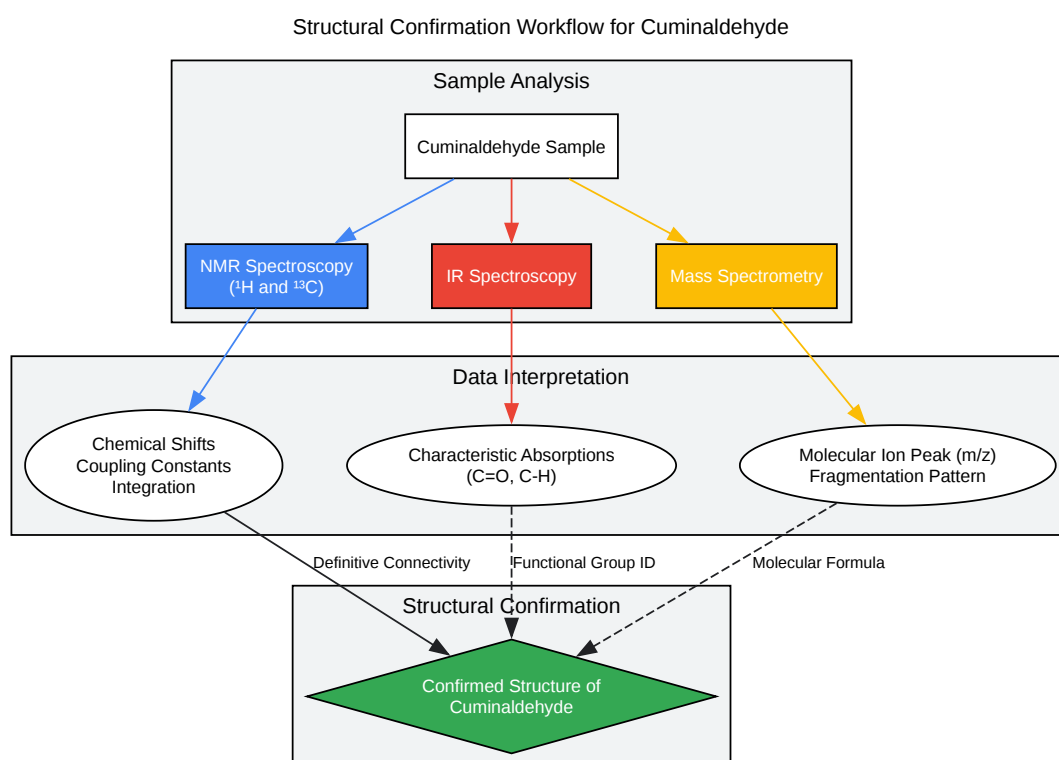 Structural Confirmation Workflow for Cuminaldehyde
Sample Analysis
Cuminaldehyde Sample
NMR Spectroscopy
(¹H and ¹³C)
IR Spectroscopy
Mass Spectrometry
Data Interpretation
Chemical Shifts
Coupling Constants
Integration
Characteristic Absorptions
(C=O, C-H)
Molecular Ion Peak (m/z)
Fragmentation Pattern
Definitive Connectivity
Functional Group ID
Molecular Formula
Structural Confirmation
Confirmed Structure of
Cuminaldehyde